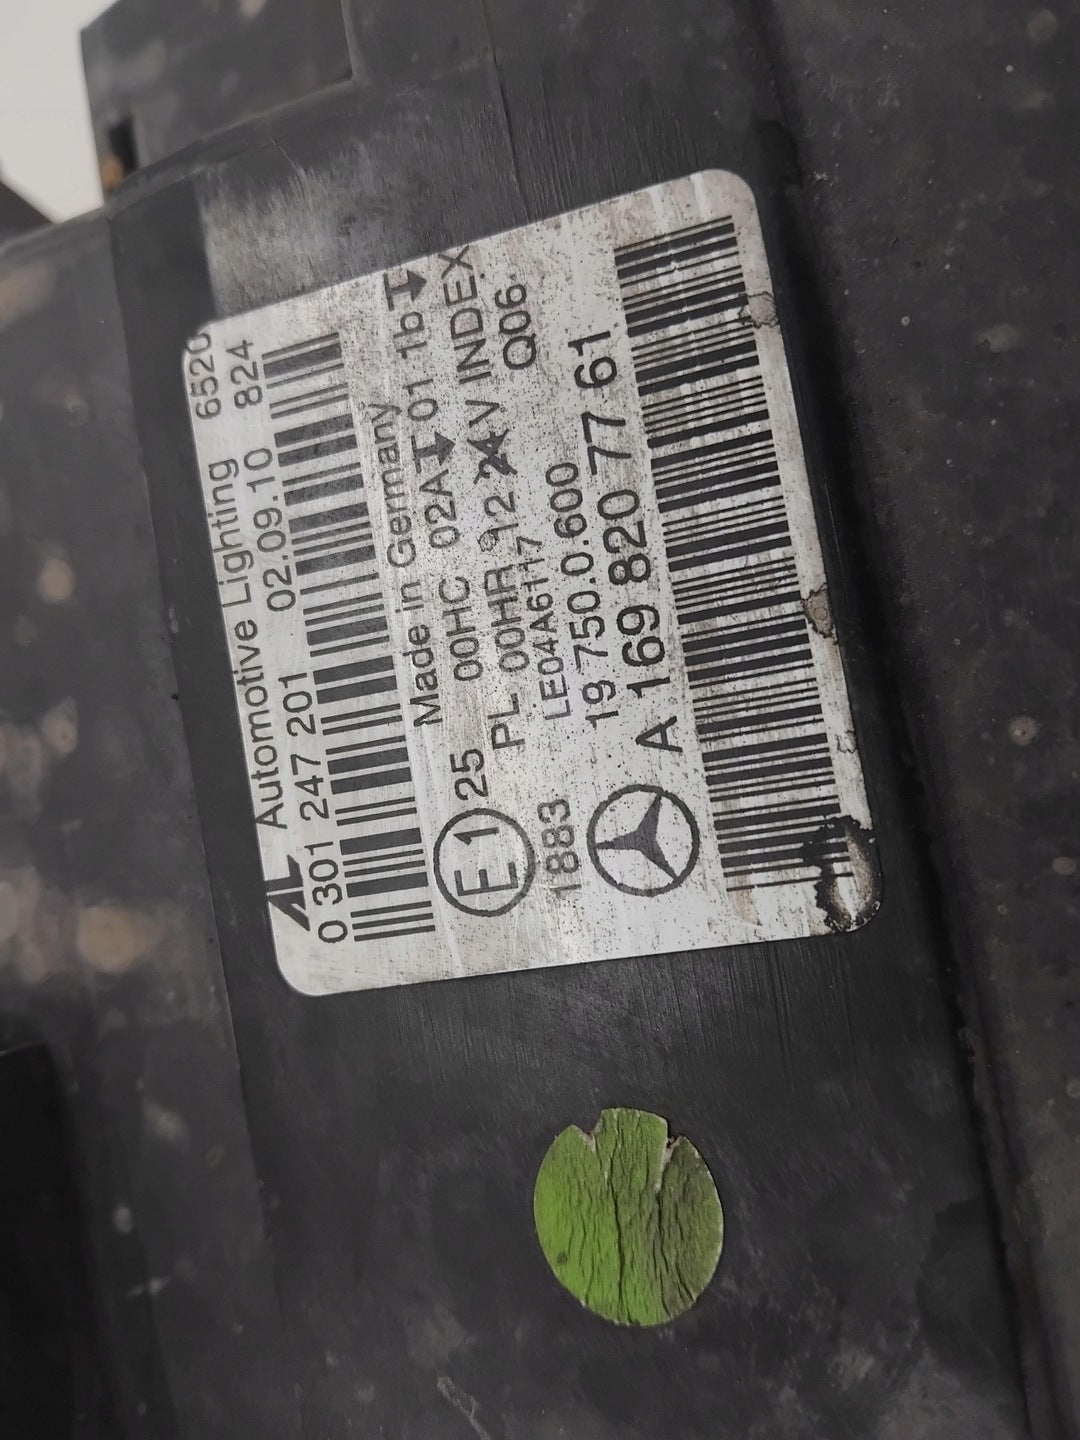 AL Automotive Lighting 6520
0 301 247 201 02.09.10 824
Made in Germany
E1 25 00HC 02A 01 1b
PL 00HR 12 24V INDEX
1883 LE04A6117 Q06.
19 750.0.600
A 169 820 77 61